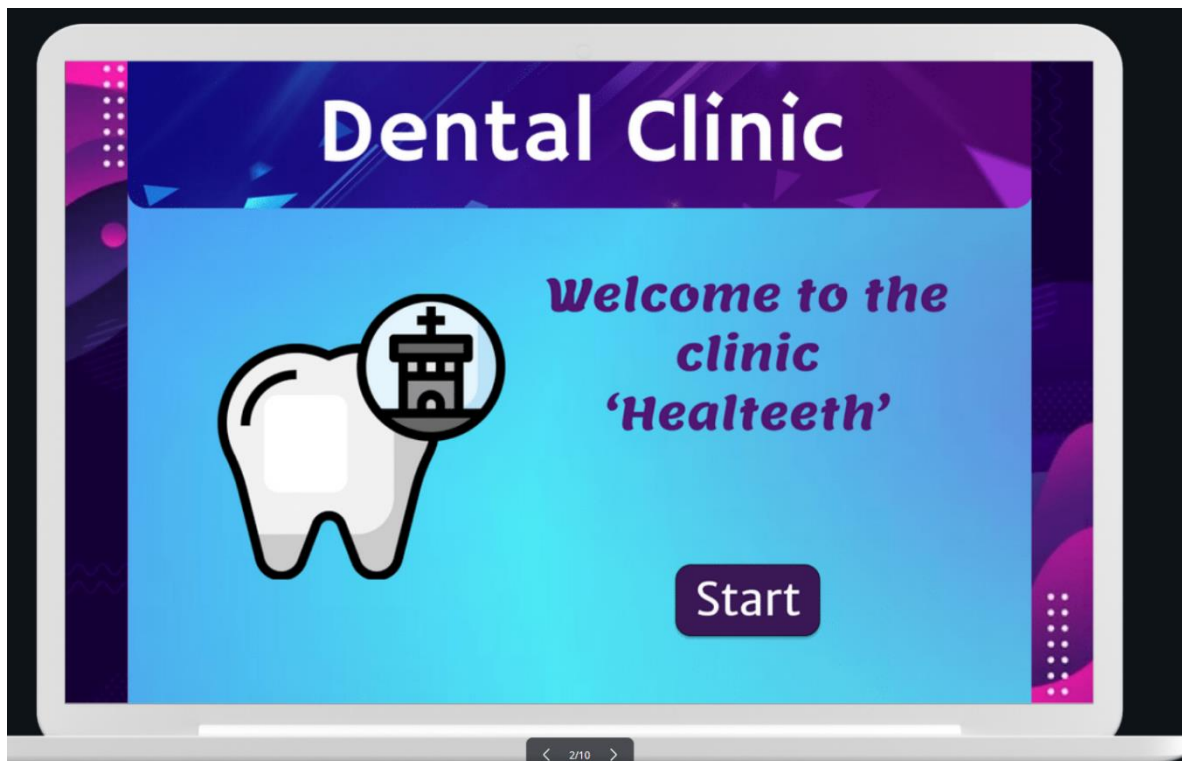 Dental Clinic
Welcome to the
clinic
‘Healteeth’
Start
2/10